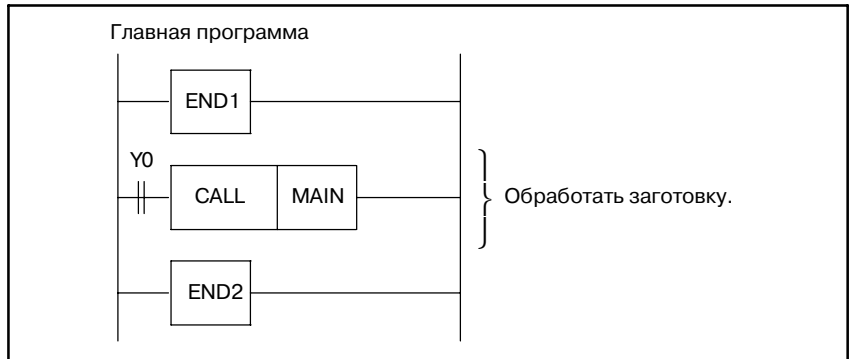 Главная программа
END1
Y0
CALL MAIN
Обработать заготовку.
END2